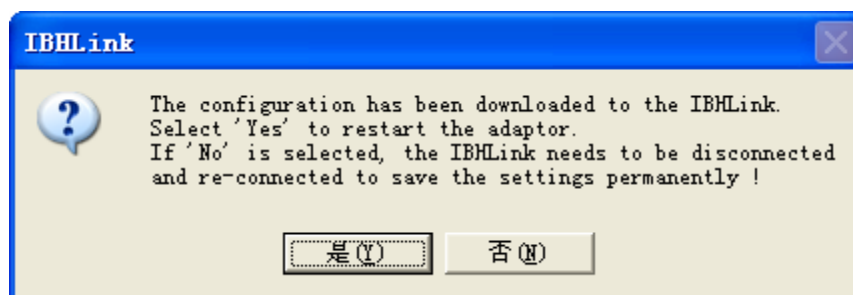 IBHLink
The configuration has been downloaded to the IBHLink.
Select 'Yes' to restart the adaptor.
If 'No' is selected, the IBHLink needs to be disconnected
and re-connected to save the settings permanently !
是(Y) 否(N)